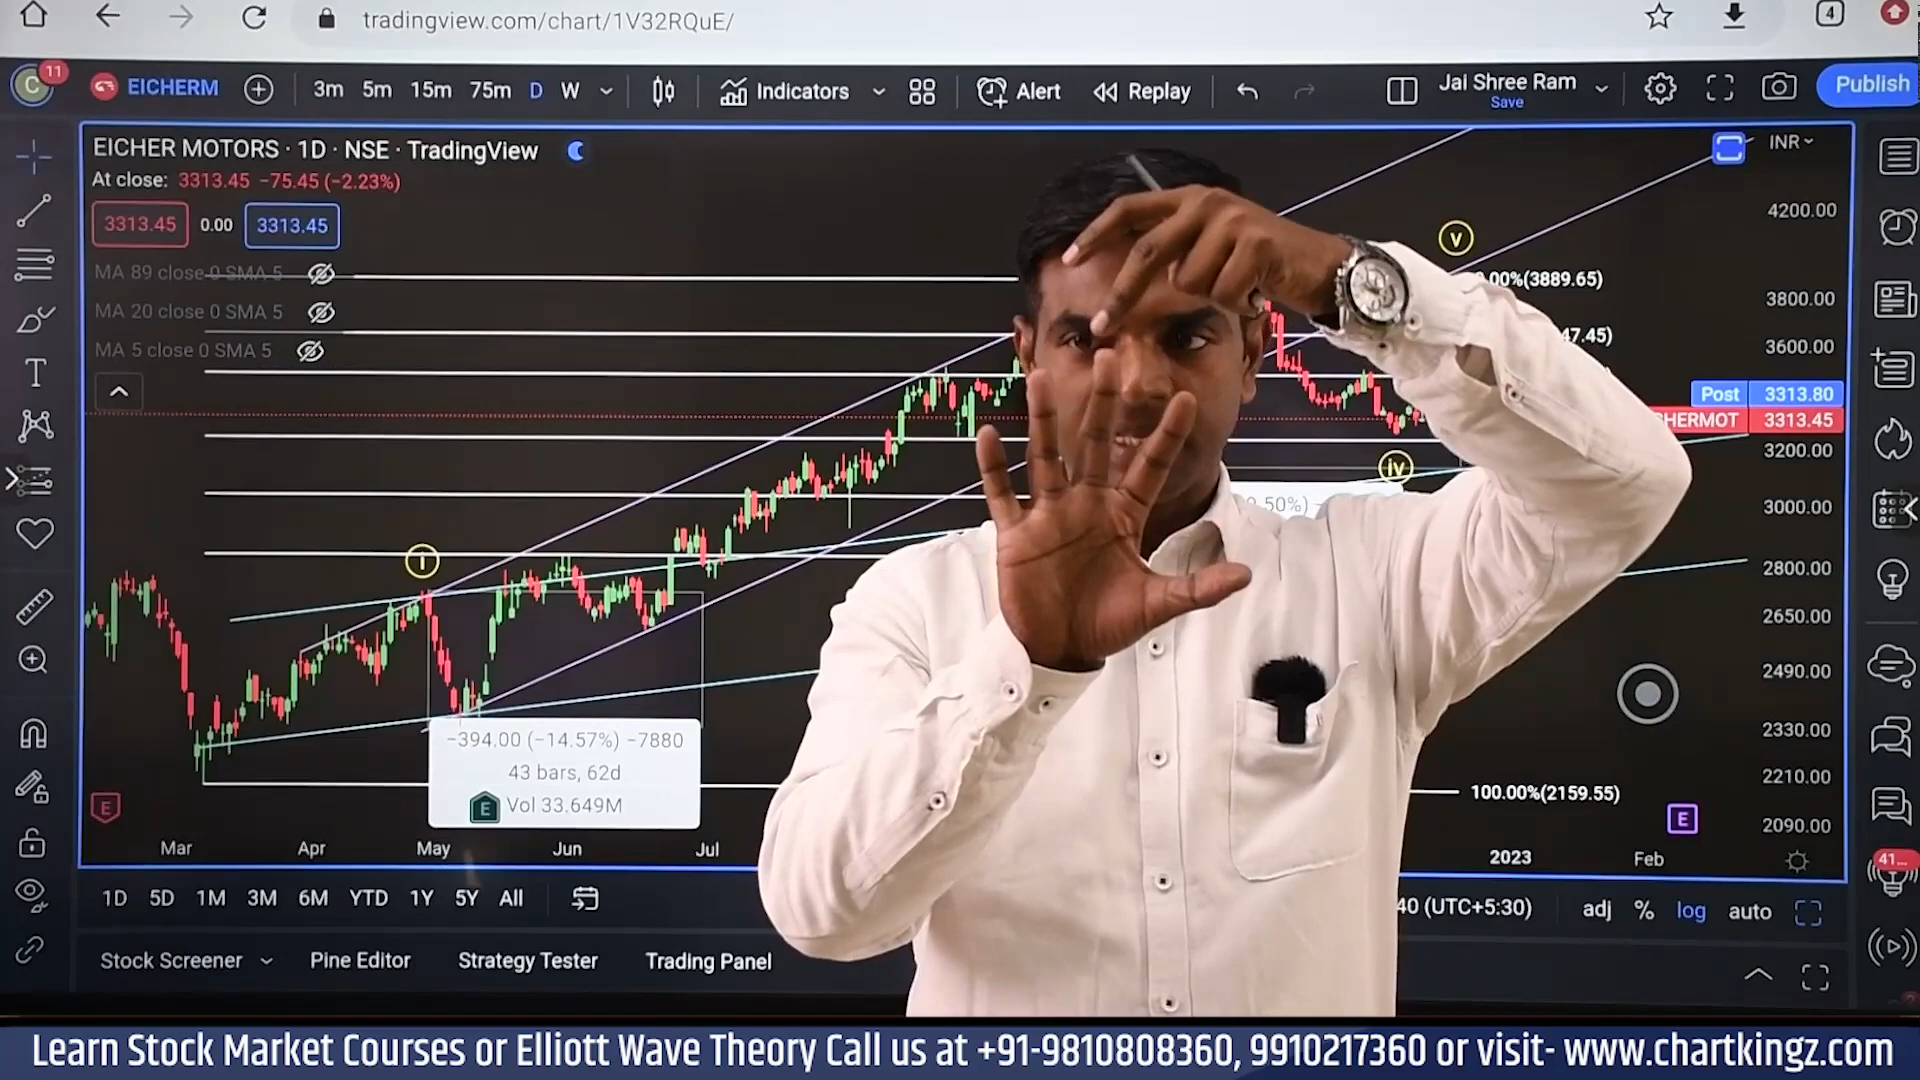 tradingview.com/chart/1V32RQuE/
4
11
C
EICHERM
3m 5m 15m 75m D W
Indicators
Alert
Replay
Jai Shree Ram
Save
Publish
EICHER MOTORS · 1D · NSE · TradingView
INR
At close: 3313.45 −75.45 (−2.23%)
3313.45 0.00 3313.45
MA 89 close 0 SMA 5
MA 20 close 0 SMA 5
MA 5 close 0 SMA 5
4200.00
v
00%(3889.65)
3800.00
47.45)
3600.00
Post 3313.80
HERMOT 3313.45
3200.00
iv
.50%)
3000.00
i
2800.00
2650.00
2490.00
2330.00
2210.00
2090.00
−394.00 (−14.57%) −7880
43 bars, 62d
E Vol 33.649M
100.00%(2159.55)
E
E
Mar Apr May Jun Jul 2023 Feb
41...
1D 5D 1M 3M 6M YTD 1Y 5Y All
40 (UTC+5:30) adj % log auto
Stock Screener Pine Editor Strategy Tester Trading Panel
Learn Stock Market Courses or Elliott Wave Theory Call us at +91-9810808360, 9910217360 or visit- www.chartkingz.com